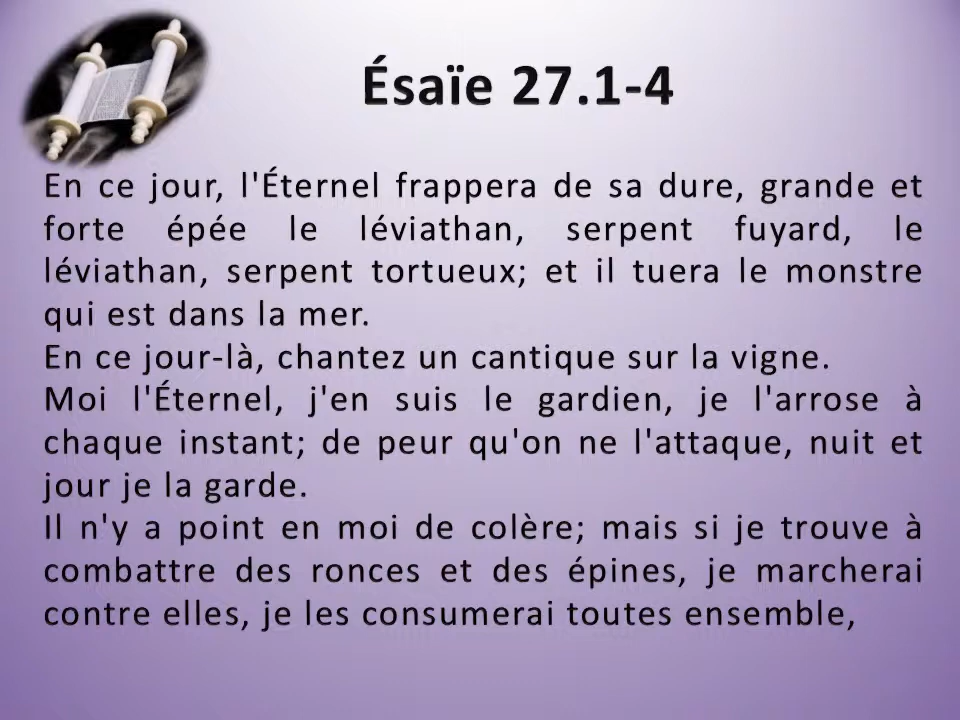 Ésaïe 27.1-4
En ce jour, l'Éternel frappera de sa dure, grande et
forte épée le léviathan, serpent fuyard, le
léviathan, serpent tortueux; et il tuera le monstre
qui est dans la mer.
En ce jour-là, chantez un cantique sur la vigne.
Moi l'Éternel, j'en suis le gardien, je l'arrose à
chaque instant; de peur qu'on ne l'attaque, nuit et
jour je la garde.
Il n'y a point en moi de colère; mais si je trouve à
combattre des ronces et des épines, je marcherai
contre elles, je les consumerai toutes ensemble,